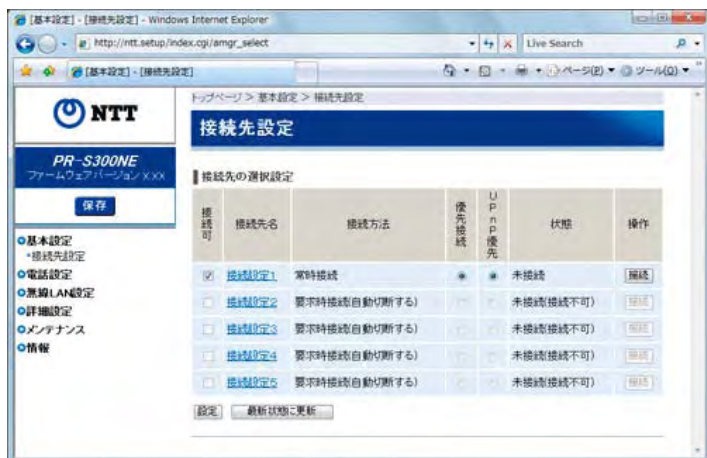 [基本設定] - [接続先設定] - Windows Internet Explorer
http://ntt.setup/index.cgi/amgr_select
Live Search
[基本設定] - [接続先設定]
ページ(P)
ツール(O)
トップページ > 基本設定 > 接続先設定
NTT
接続先設定
PR-S300NE
ファームウェアバージョン XXX
保存
基本設定
・接続先設定
電話設定
無線LAN設定
詳細設定
メンテナンス
情報
接続先の選択設定
接続可 接続先名 接続方法 優先接続 UPnP優先 状態 操作
接続設定1 常時接続 未接続 接続
接続設定2 要求時接続(自動切断する) 未接続(接続不可) 接続
接続設定3 要求時接続(自動切断する) 未接続(接続不可) 接続
接続設定4 要求時接続(自動切断する) 未接続(接続不可) 接続
接続設定5 要求時接続(自動切断する) 未接続(接続不可) 接続
設定 最新状態に更新